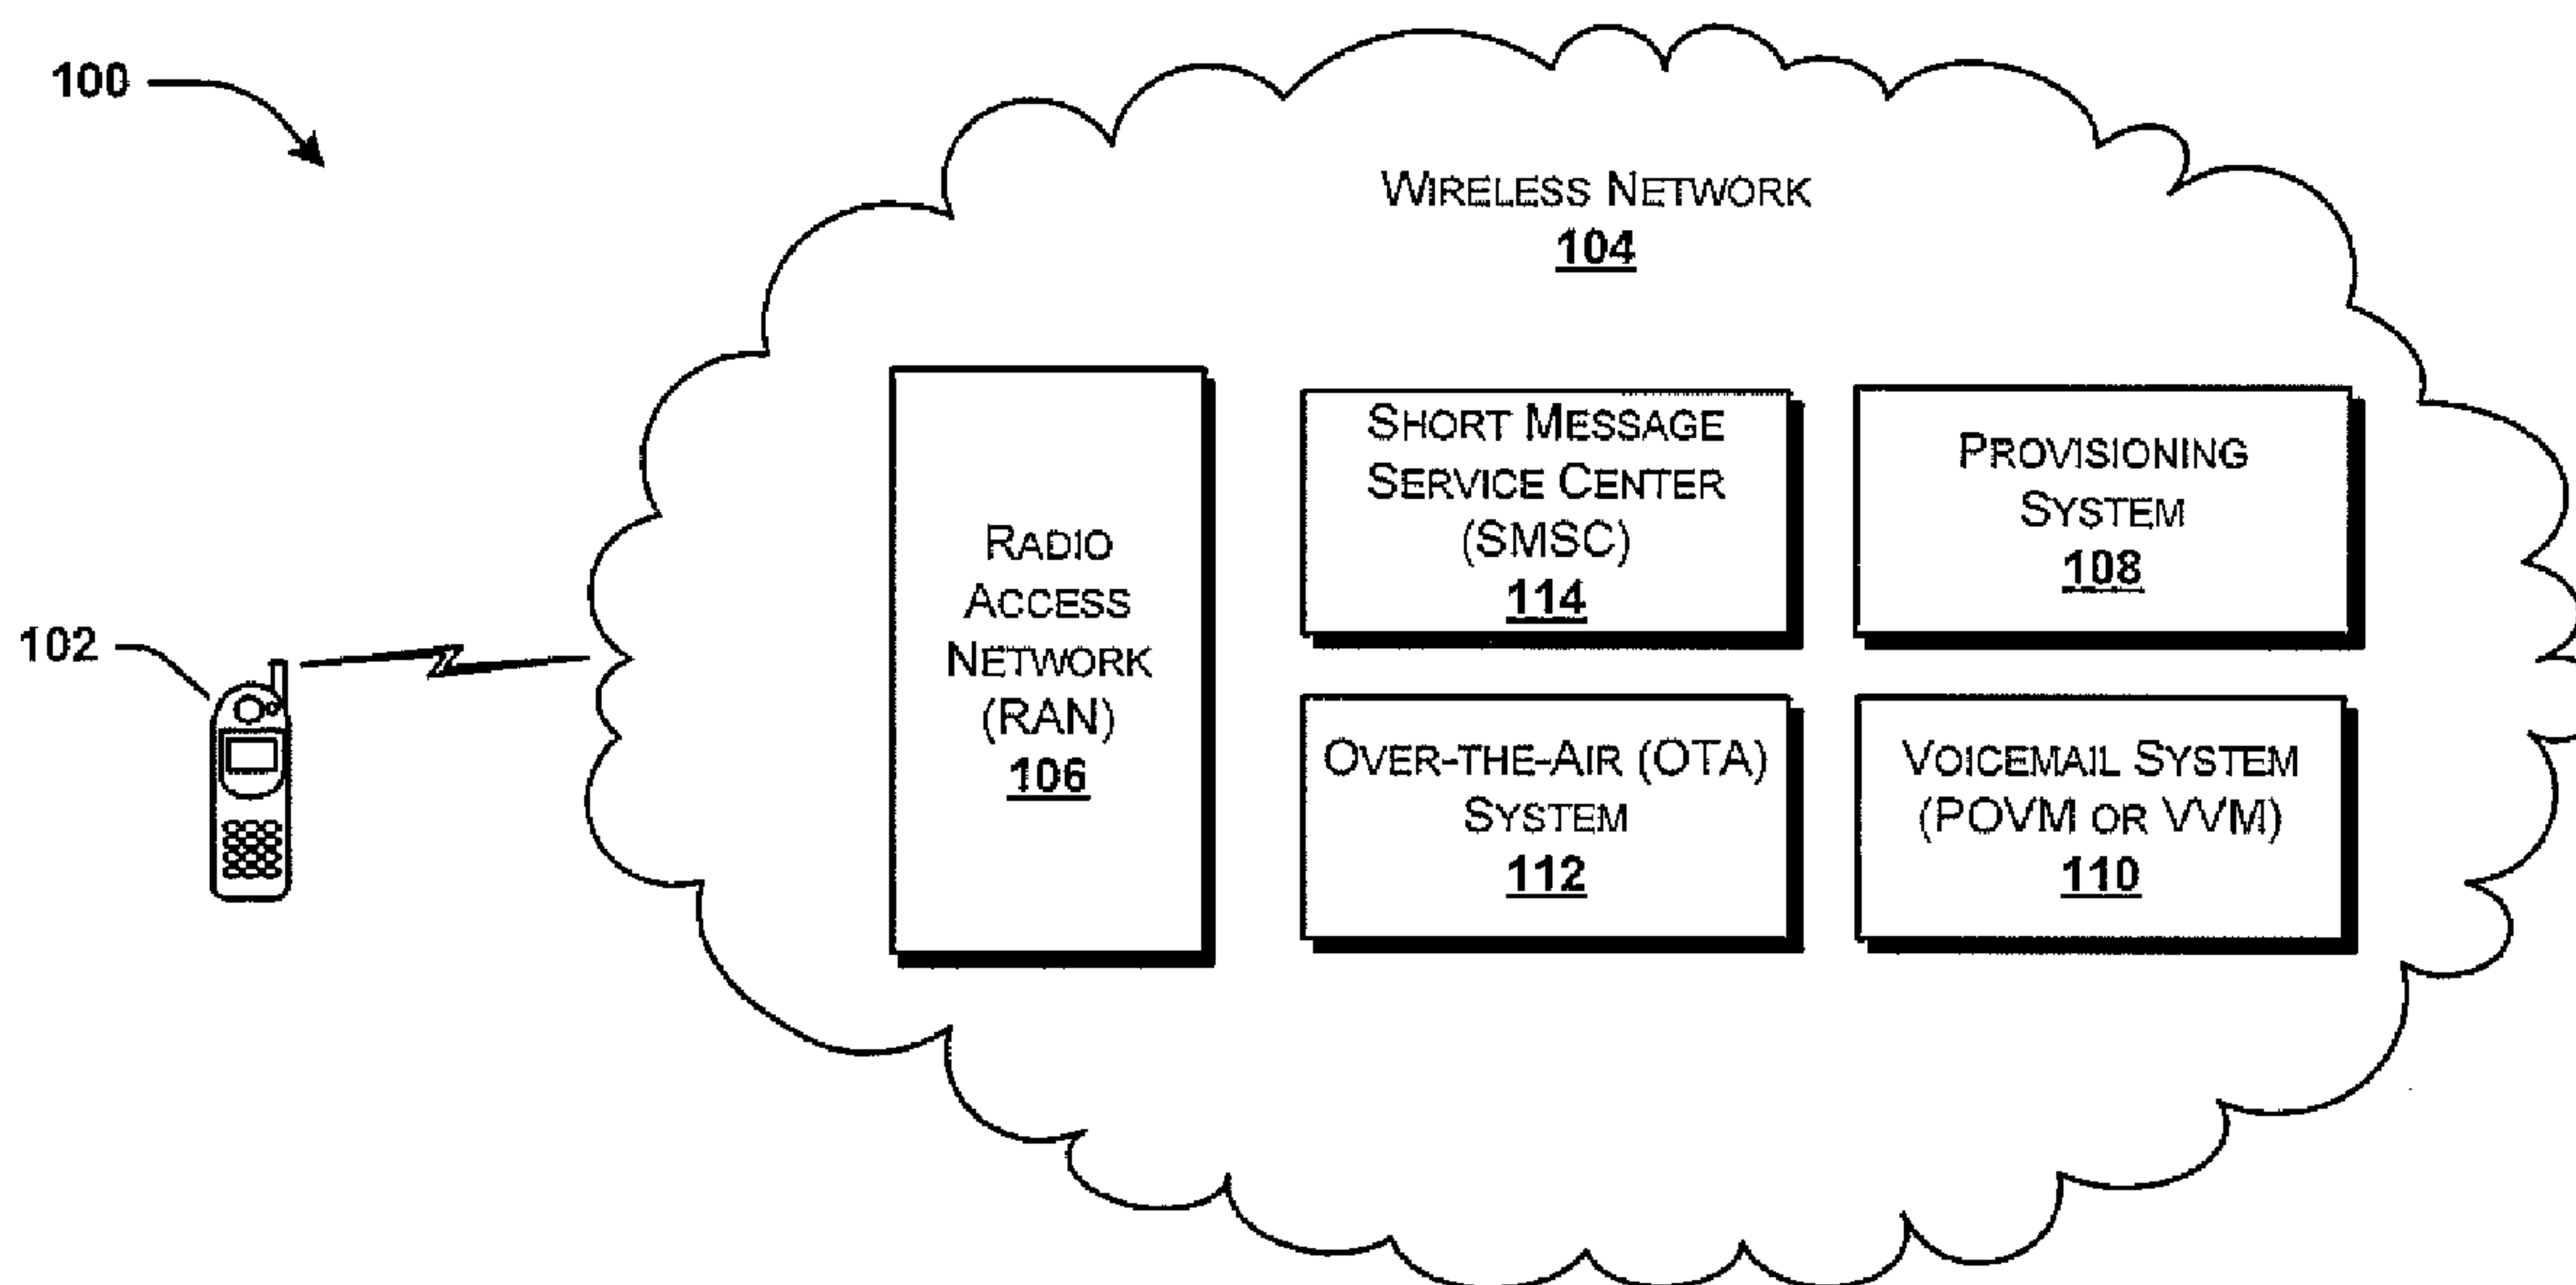 100
WIRELESS NETWORK
104
RADIO
ACCESS
NETWORK
(RAN)
106
SHORT MESSAGE
SERVICE CENTER
(SMSC)
114
PROVISIONING
SYSTEM
108
102
OVER-THE-AIR (OTA)
SYSTEM
112
VOICEMAIL SYSTEM
(POVM OR VVM)
110